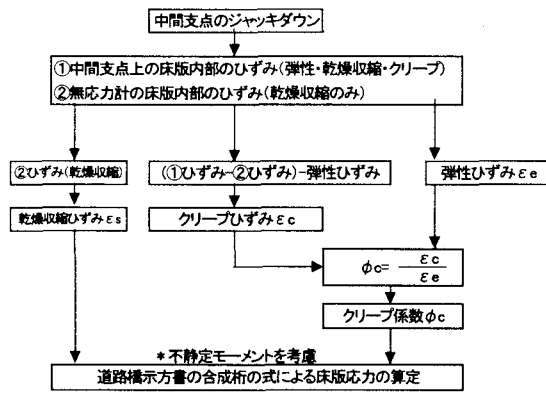 中間支点のジャッキダウン
①中間支点上の床版内部のひずみ(弾性・乾燥収縮・クリープ)
②無応力計の床版内部のひずみ(乾燥収縮のみ)
②ひずみ(乾燥収縮)
(①ひずみ-②ひずみ)-弾性ひずみ
弾性ひずみεe
乾燥収縮ひずみεs
クリープひずみεc
φc= εc
εe
クリープ係数φc
*不静定モーメントを考慮
道路橋示方書の合成桁の式による床版応力の算定